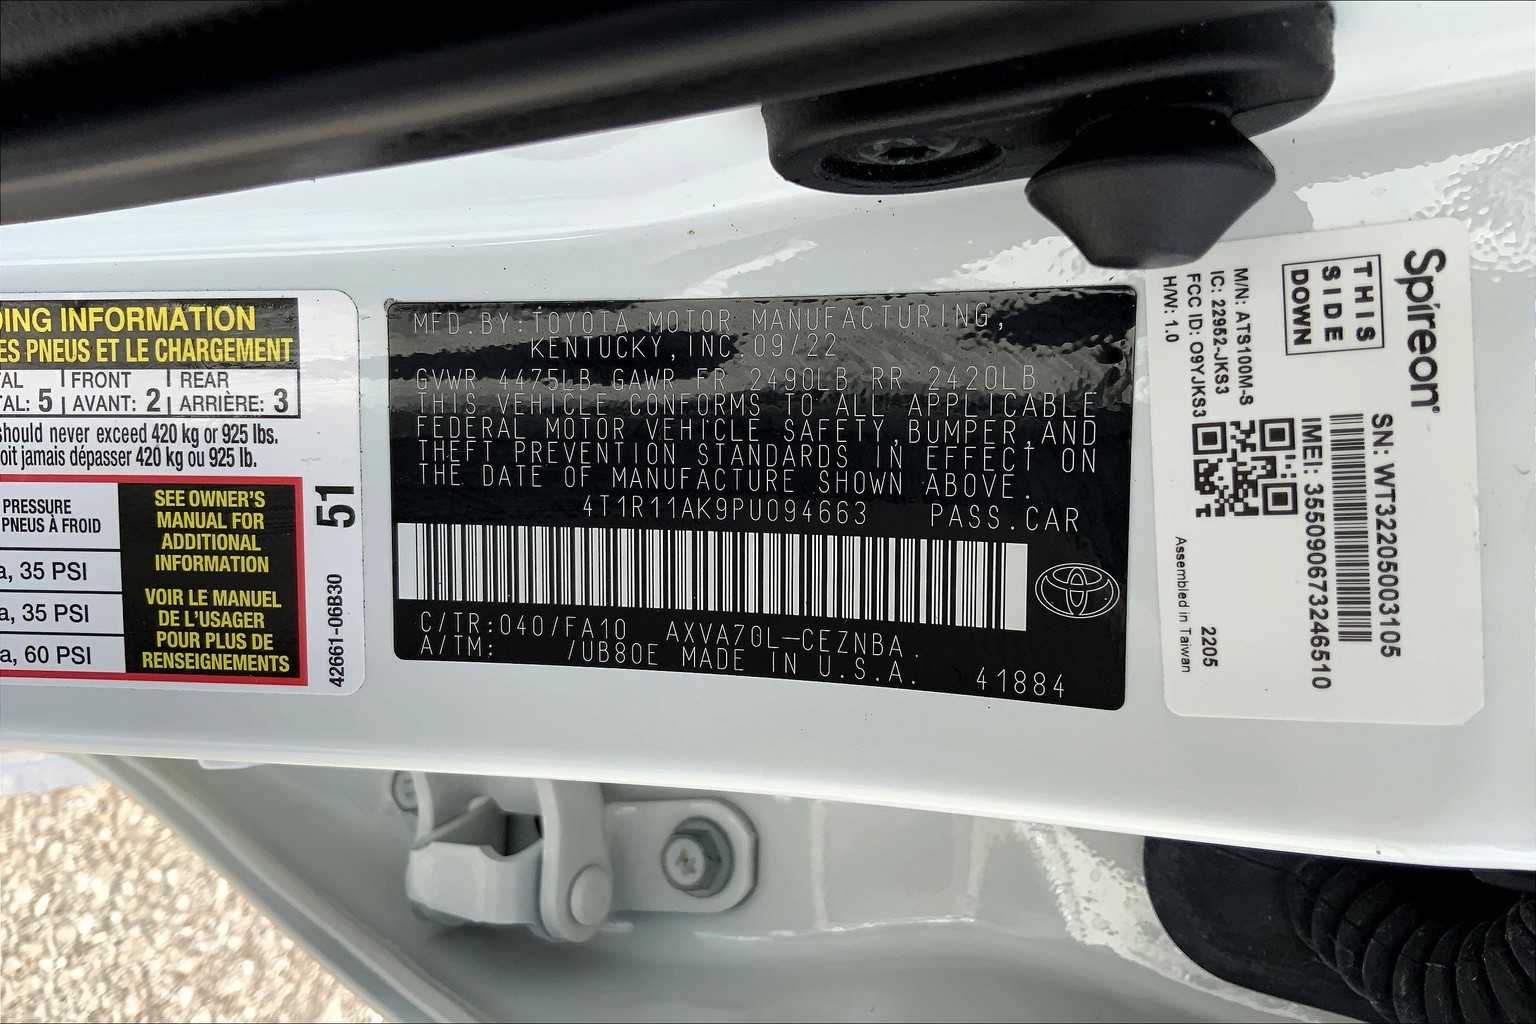 DING INFORMATION
ES PNEUS ET LE CHARGEMENT
TAL | FRONT | REAR
TAL: 5 | AVANT: 2 | ARRIÈRE: 3
should never exceed 420 kg or 925 lbs.
oit jamais dépasser 420 kg ou 925 lb.
PRESSURE
PNEUS À FROID
a, 35 PSI
a, 35 PSI
a, 60 PSI
SEE OWNER'S
MANUAL FOR
ADDITIONAL
INFORMATION
VOIR LE MANUEL
DE L'USAGER
POUR PLUS DE
RENSEIGNEMENTS
51
42661-06B30
MFD.BY:TOYOTA MOTOR MANUFACTURING,
KENTUCKY,INC.09/22
GVWR 4475LB GAWR FR 2490LB RR 2420LB
THIS VEHICLE CONFORMS TO ALL APPLICABLE
FEDERAL MOTOR VEHICLE SAFETY,BUMPER,AND
THEFT PREVENTION STANDARDS IN EFFECT ON
THE DATE OF MANUFACTURE SHOWN ABOVE.
4T1R11AK9PU094663 PASS.CAR
C/TR:040/FA10 AXVA70L-CEZNBA.
A/TM: /UB80E MADE IN U.S.A.
41884
Spireon
THIS
SIDE
DOWN
M/N: ATS100M-S
IC: 22952-JKS3
FCC ID: O9YJKS3
H/W: 1.0
SN: WT322050003105
IMEI: 355090673246510
Assembled in Taiwan
2205